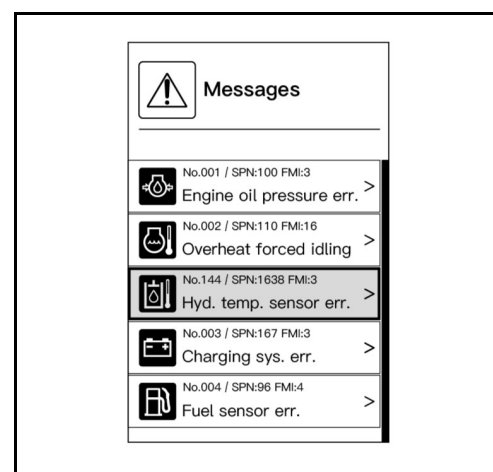 Messages
No.001 / SPN:100 FMI:3
Engine oil pressure err.
>
No.002 / SPN:110 FMI:16
Overheat forced idling
>
No.144 / SPN:1638 FMI:3
Hyd. temp. sensor err.
>
No.003 / SPN:167 FMI:3
Charging sys. err.
>
No.004 / SPN:96 FMI:4
Fuel sensor err.
>